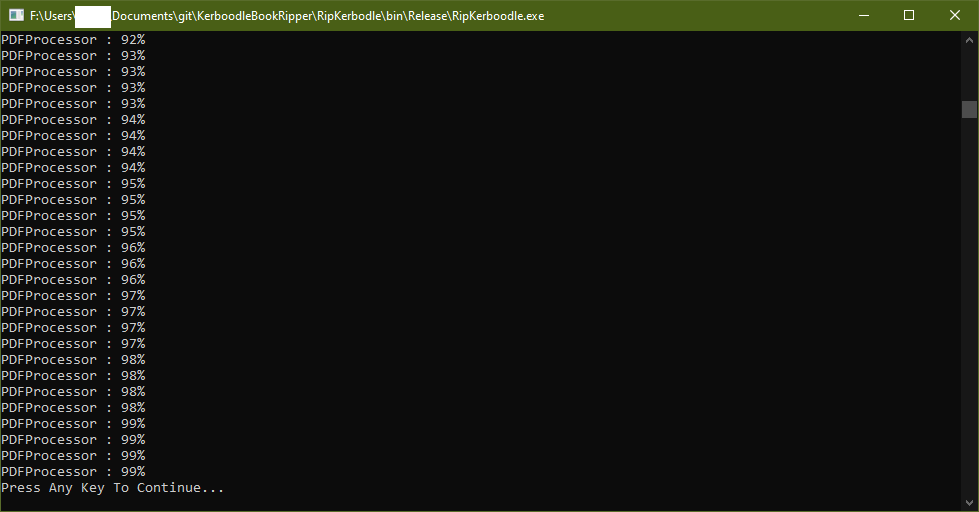 F:\Users\ Documents\git\KerboodleBookRipper\RipKerbodle\bin\Release\RipKerboodle.exe
PDFProcessor : 92%
PDFProcessor : 93%
PDFProcessor : 93%
PDFProcessor : 93%
PDFProcessor : 93%
PDFProcessor : 94%
PDFProcessor : 94%
PDFProcessor : 94%
PDFProcessor : 94%
PDFProcessor : 95%
PDFProcessor : 95%
PDFProcessor : 95%
PDFProcessor : 95%
PDFProcessor : 96%
PDFProcessor : 96%
PDFProcessor : 96%
PDFProcessor : 97%
PDFProcessor : 97%
PDFProcessor : 97%
PDFProcessor : 97%
PDFProcessor : 98%
PDFProcessor : 98%
PDFProcessor : 98%
PDFProcessor : 98%
PDFProcessor : 99%
PDFProcessor : 99%
PDFProcessor : 99%
PDFProcessor : 99%
Press Any Key To Continue...